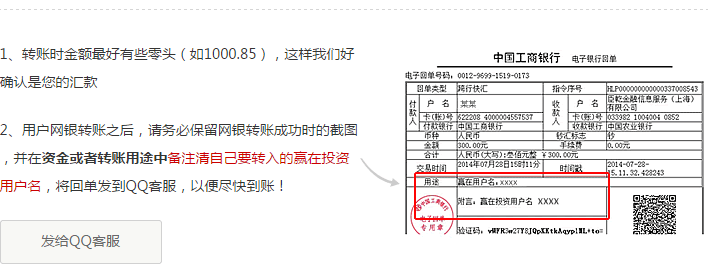 1、转账时金额最好有些零头（如1000.85），这样我们好
确认是您的汇款
2、用户网银转账之后，请务必保留网银转账成功时的截图
，并在资金或者转账用途中备注清自己要转入的赢在投资
用户名，将回单发到QQ客服，以便尽快到账！
发给QQ客服
中国工商银行 电子银行回单
电子回单号码：0012-9699-1519-0173
回单类型 跨行快汇 指令序号 HLP00000000000337008543
付款人 户 名 某某 收款人 户 名 臣乾金融信息服务（上海）有限公司
卡(账)号 622208 4000004557537 卡(账)号 033982 1004004 0852
付款银行 中国工商银行 收款银行 中国农业银行
币种 人民币 钞汇标志 钞
金额 300.00元 手续费 0.00元
合计 人民币(大写):叁佰元整 ￥300.00元
交易时间 2014年07月28日15时11分 时间戳 2014-07-28-15.11.32.428243
用途 赢在用户名：xxxx
附言：赢在投资用户名 XXXX
中国工商银行
电子回单
专用章
验证码：vWFR3w27Y8JQpXKtkAqyplNL+to=